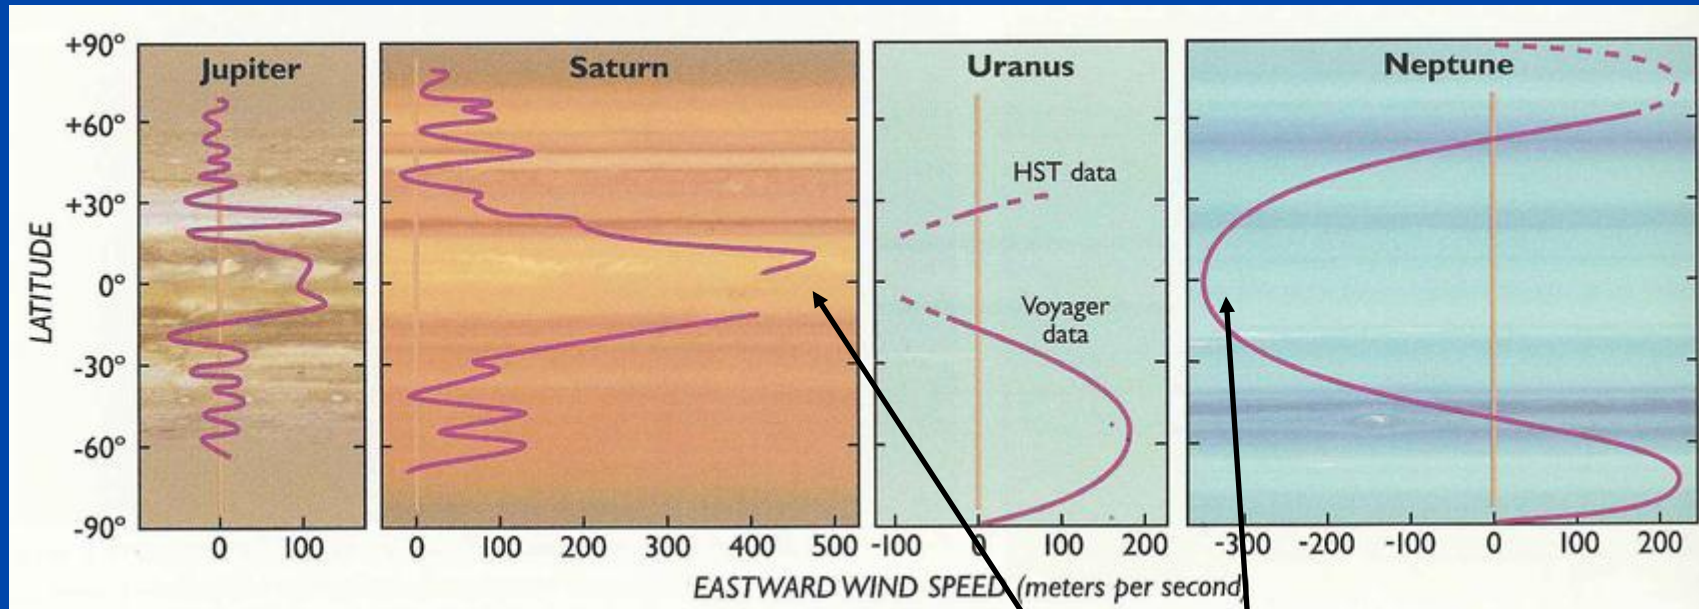 Jupiter
Saturn
Uranus
Neptune
+90°
+60°
+30°
0°
-30°
-60°
-90°
LATITUDE
HST data
Voyager
data
0 100
0 100 200 300 400 500
-100 0 100 200
-300 -200 -100 0 100 200
EASTWARD WIND SPEED (meters per second)